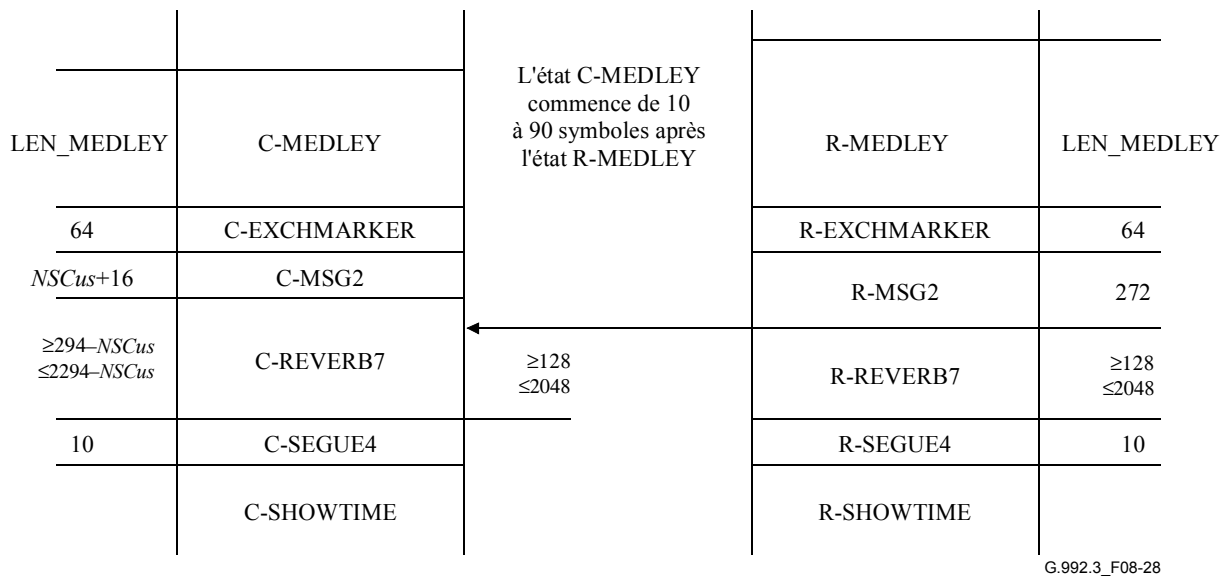 L'état C-MEDLEY
commence de 10
à 90 symboles après
l'état R-MEDLEY
LEN_MEDLEY C-MEDLEY R-MEDLEY LEN_MEDLEY
64 C-EXCHMARKER R-EXCHMARKER 64
NSCus+16 C-MSG2 R-MSG2 272
≥294–NSCus
≤2294–NSCus
C-REVERB7
≥128
≤2048
R-REVERB7
≥128
≤2048
10 C-SEGUE4 R-SEGUE4 10
C-SHOWTIME R-SHOWTIME
G.992.3_F08-28